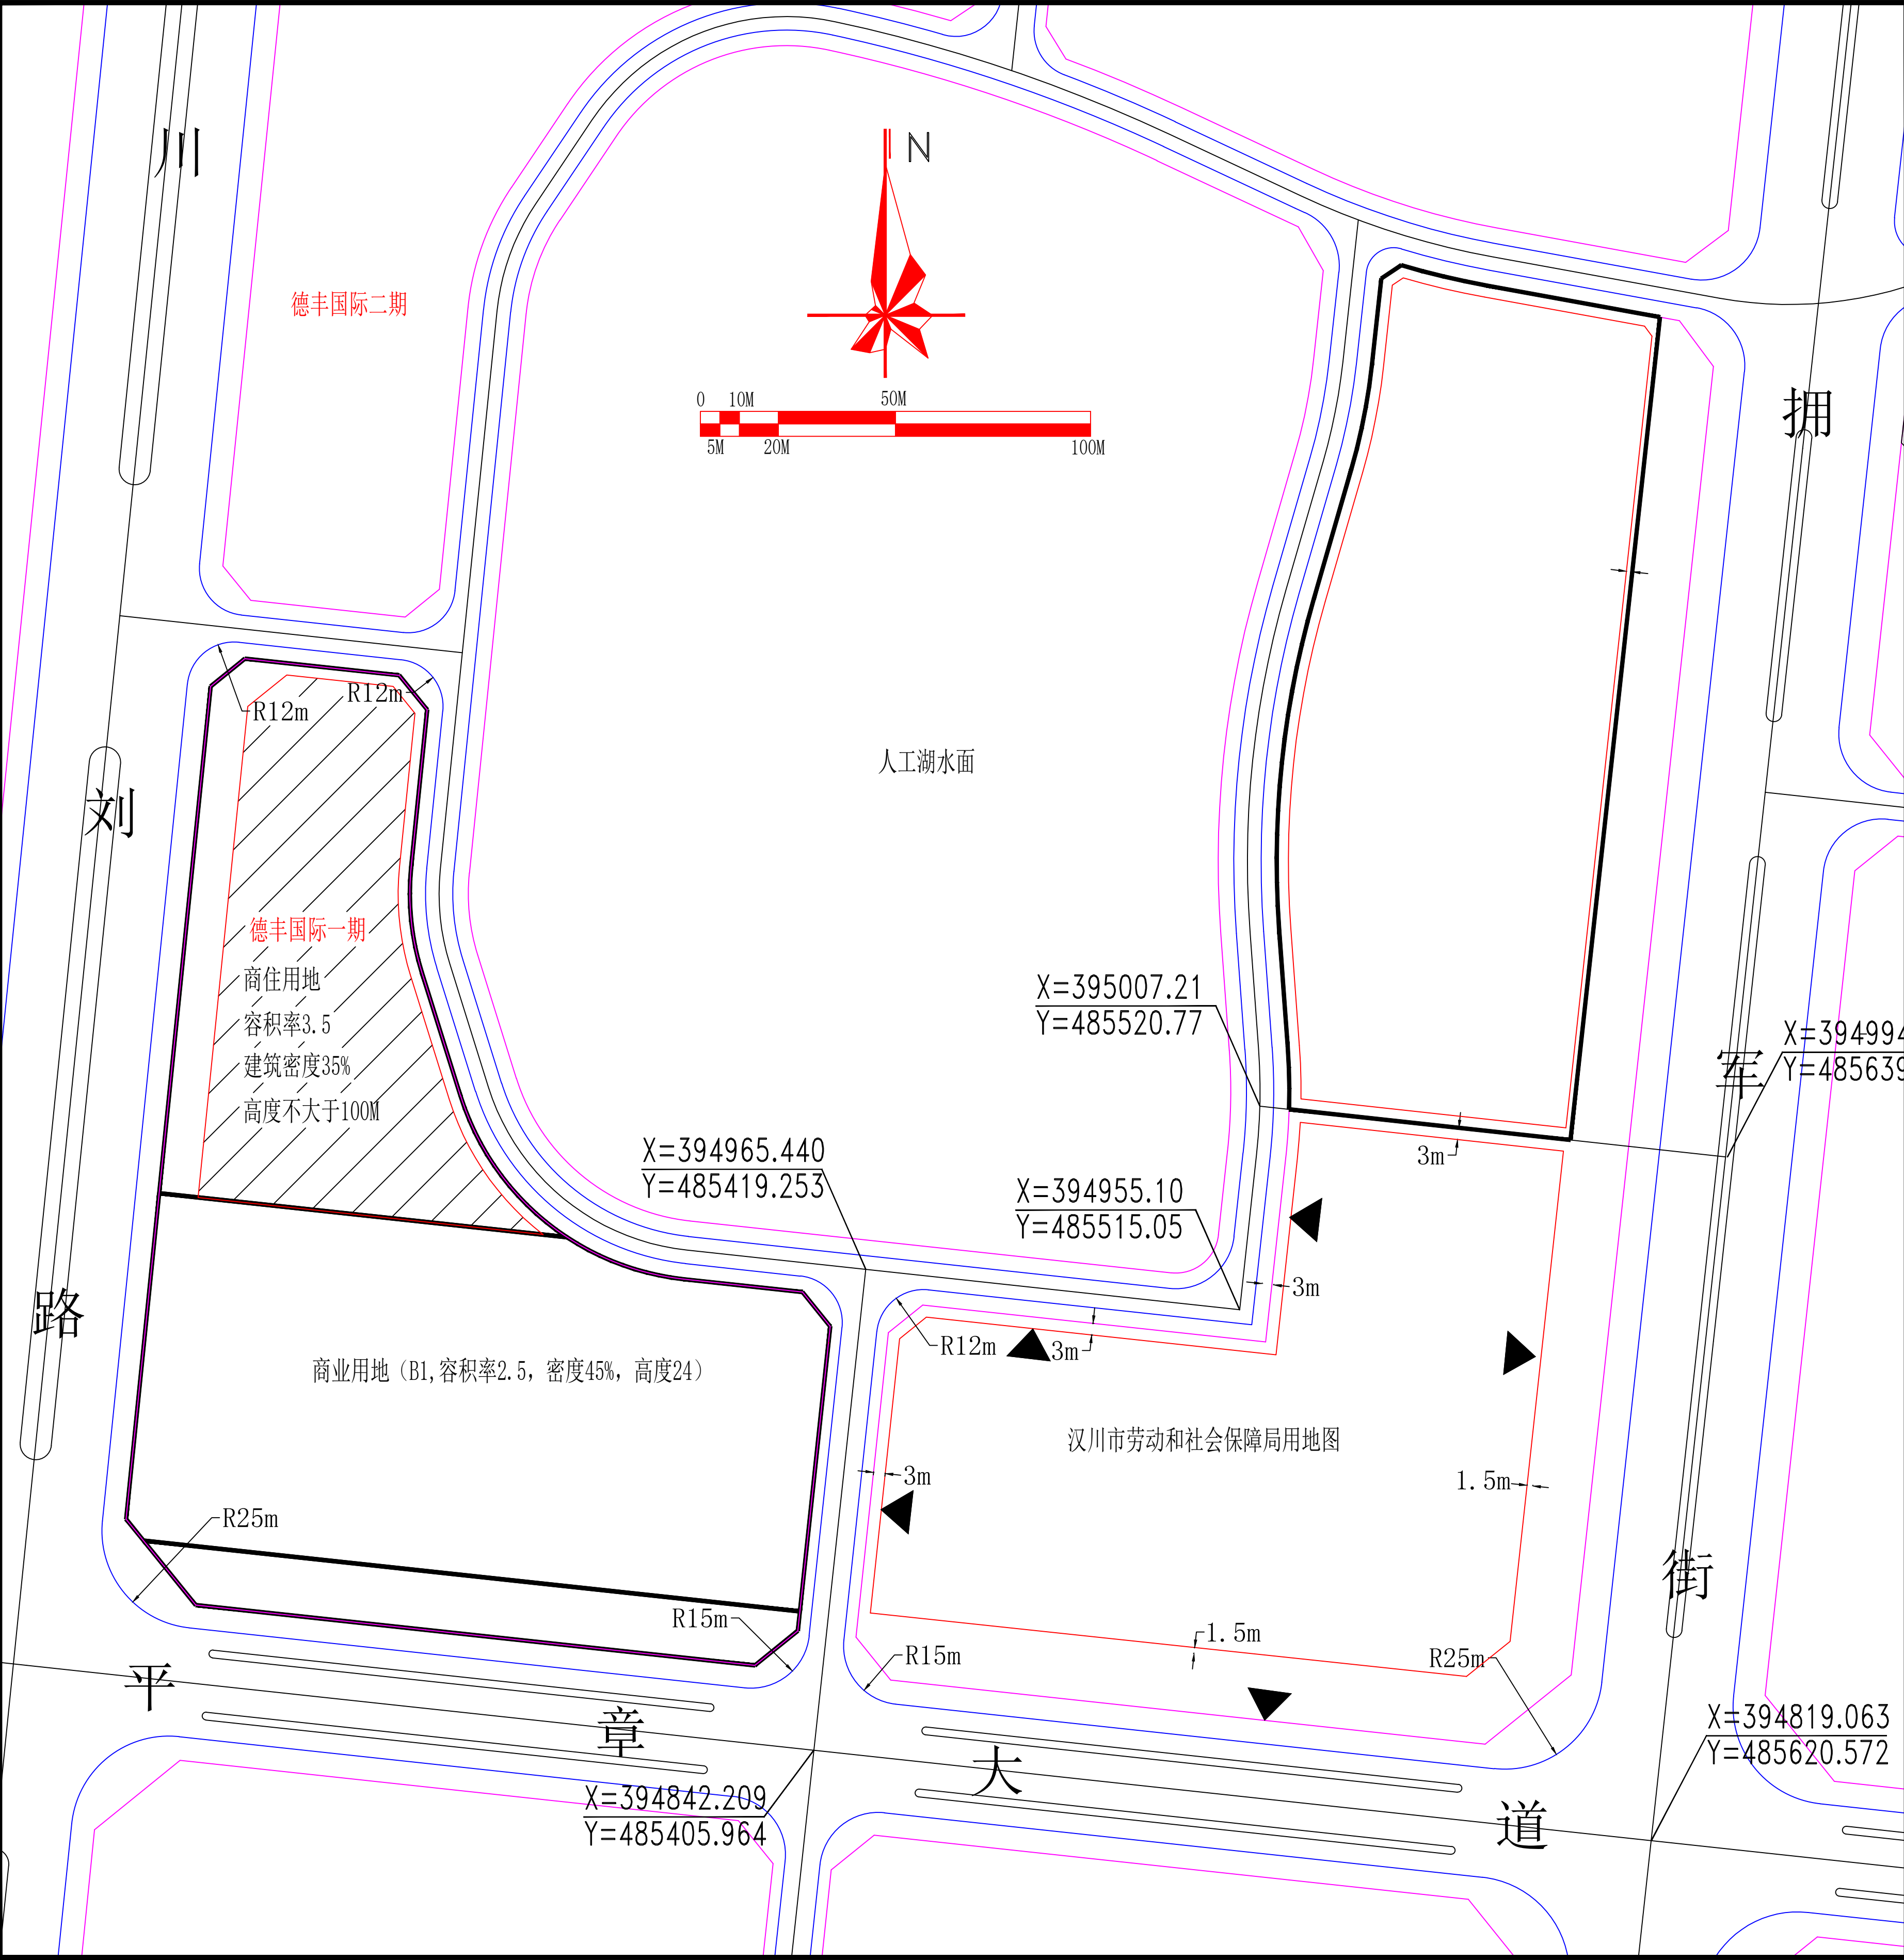 川
N
德丰国际二期
0 10M 50M
5M 20M 100M
拥
R12m
R12m
人工湖水面
刘
德丰国际一期
商住用地
容积率3.5
建筑密度35%
高度不大于100M
X=395007.21
Y=485520.77
X=394994
Y=485639
军
X=394965.440
Y=485419.253
X=394955.10
Y=485515.05
3m
3m
路
R12m
3m
商业用地（B1,容积率2.5，密度45%，高度24）
汉川市劳动和社会保障局用地图
3m
1.5m
R25m
街
R15m
1.5m
R15m
R25m
平
章
大
道
X=394819.063
Y=485620.572
X=394842.209
Y=485405.964